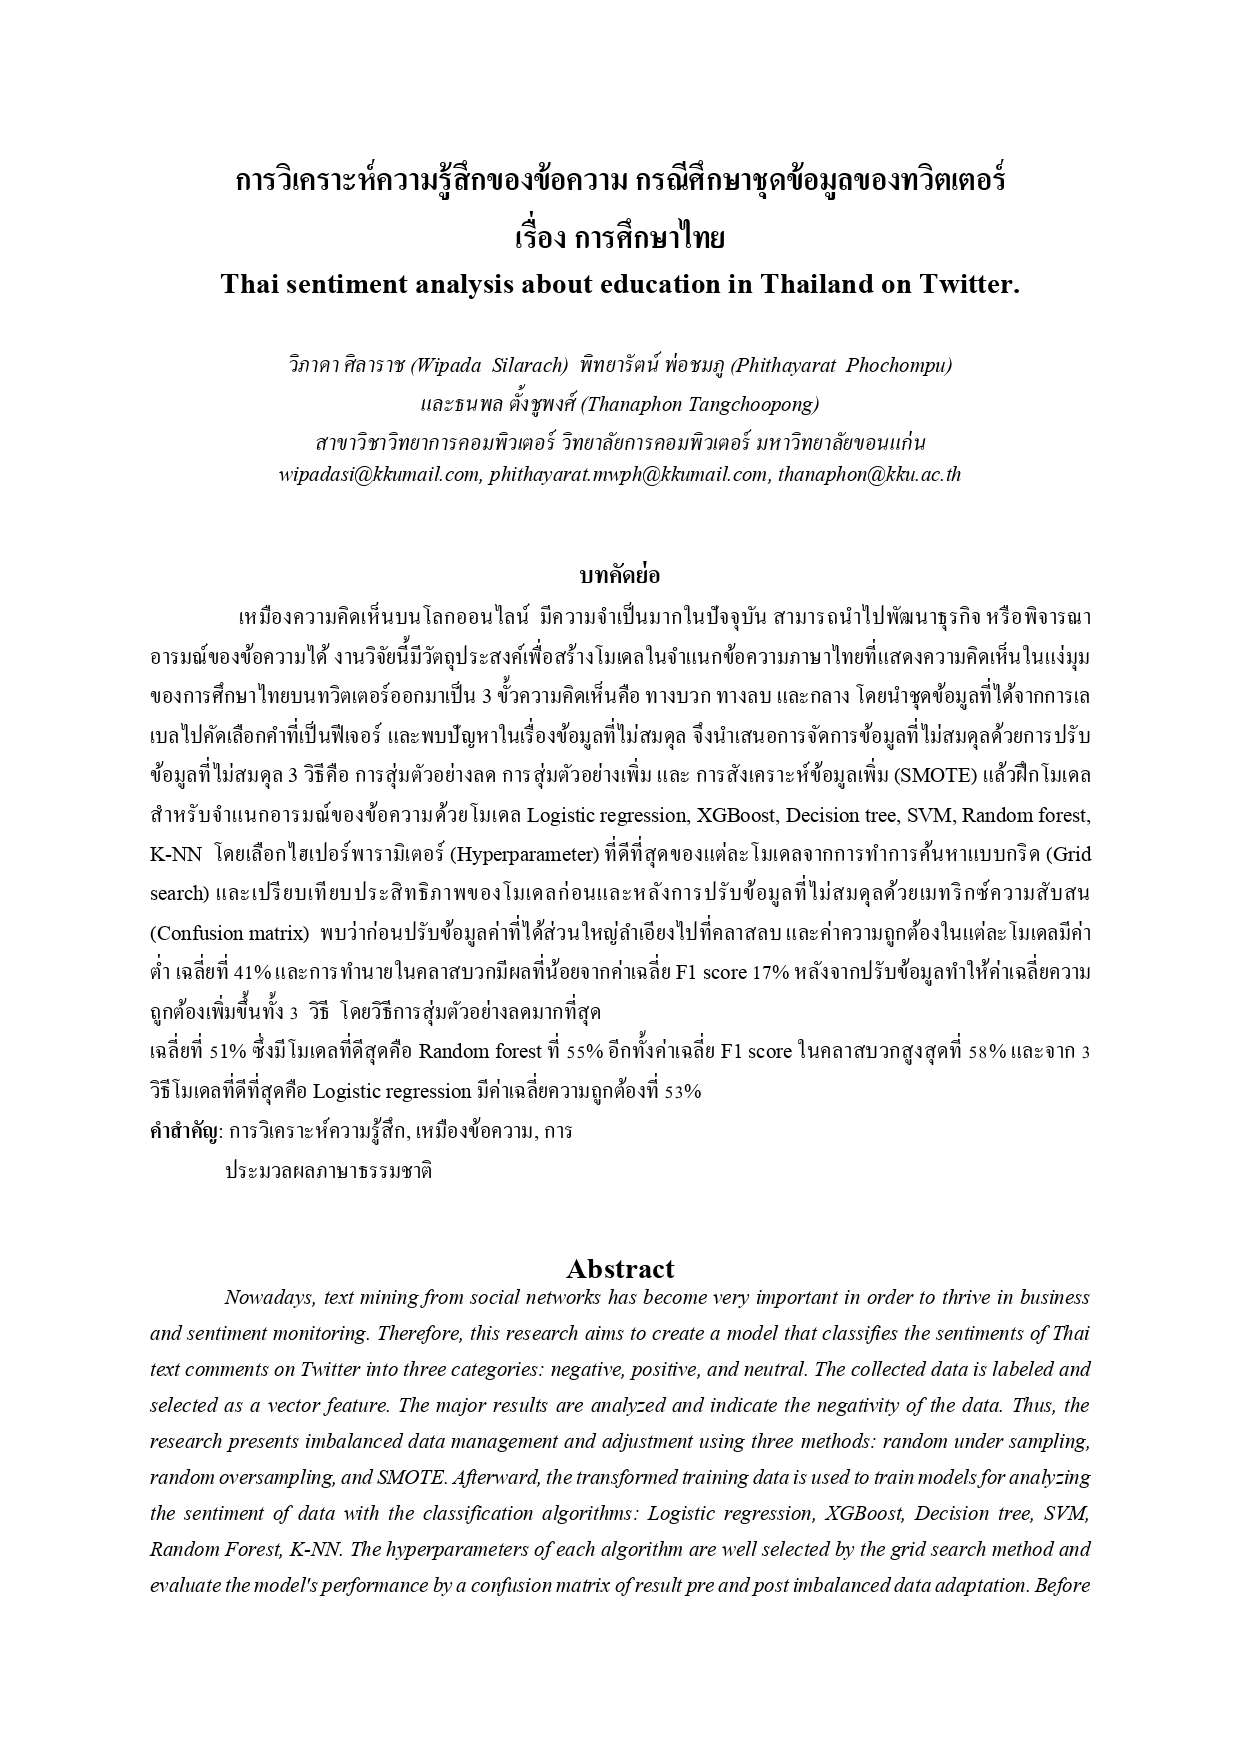 การวิเคราะห์ความรู้สึกของข้อความ กรณีศึกษาชุดข้อมูลของทวิตเตอร์
เรื่อง การศึกษาไทย
Thai sentiment analysis about education in Thailand on Twitter.
วิภาดา ศิลาราช (Wipada Silarach) พิทยารัตน์ พ่อชมภู (Phithayarat Phochompu)
และธนพล ตั้งชูพงศ์ (Thanaphon Tangchoopong)
สาขาวิชาวิทยาการคอมพิวเตอร์ วิทยาลัยการคอมพิวเตอร์ มหาวิทยาลัยขอนแก่น
wipadasi@kkumail.com, phithayarat.mwph@kkumail.com, thanaphon@kku.ac.th
บทคัดย่อ
เหมืองความคิดเห็นบนโลกออนไลน์ มีความจำเป็นมากในปัจจุบัน สามารถนำไปพัฒนาธุรกิจ หรือพิจารณา
อารมณ์ของข้อความได้ งานวิจัยนี้มีวัตถุประสงค์เพื่อสร้างโมเดลในจำแนกข้อความภาษาไทยที่แสดงความคิดเห็นในแง่มุม
ของการศึกษาไทยบนทวิตเตอร์ออกมาเป็น 3 ขั้วความคิดเห็นคือ ทางบวก ทางลบ และกลาง โดยนำชุดข้อมูลที่ได้จากการเล
เบลไปคัดเลือกคำที่เป็นฟีเจอร์ และพบปัญหาในเรื่องข้อมูลที่ไม่สมดุล จึงนำเสนอการจัดการข้อมูลที่ไม่สมดุลด้วยการปรับ
ข้อมูลที่ไม่สมดุล 3 วิธีคือ การสุ่มตัวอย่างลด การสุ่มตัวอย่างเพิ่ม และ การสังเคราะห์ข้อมูลเพิ่ม (SMOTE) แล้วฝึกโมเดล
สำหรับจำแนกอารมณ์ของข้อความด้วยโมเดล Logistic regression, XGBoost, Decision tree, SVM, Random forest,
K-NN โดยเลือกไฮเปอร์พารามิเตอร์ (Hyperparameter) ที่ดีที่สุดของแต่ละโมเดลจากการทำการค้นหาแบบกริด (Grid
search) และเปรียบเทียบประสิทธิภาพของโมเดลก่อนและหลังการปรับข้อมูลที่ไม่สมดุลด้วยเมทริกซ์ความสับสน
(Confusion matrix) พบว่าก่อนปรับข้อมูลค่าที่ได้ส่วนใหญ่ลำเอียงไปที่คลาสลบ และค่าความถูกต้องในแต่ละโมเดลมีค่า
ต่ำ เฉลี่ยที่ 41% และการทำนายในคลาสบวกมีผลที่น้อยจากค่าเฉลี่ย F1 score 17% หลังจากปรับข้อมูลทำให้ค่าเฉลี่ยความ
ถูกต้องเพิ่มขึ้นทั้ง 3 วิธี โดยวิธีการสุ่มตัวอย่างลดมากที่สุด
เฉลี่ยที่ 51% ซึ่งมีโมเดลที่ดีสุดคือ Random forest ที่ 55% อีกทั้งค่าเฉลี่ย F1 score ในคลาสบวกสูงสุดที่ 58% และจาก 3
วิธีโมเดลที่ดีที่สุดคือ Logistic regression มีค่าเฉลี่ยความถูกต้องที่ 53%
คำสำคัญ: การวิเคราะห์ความรู้สึก, เหมืองข้อความ, การ
ประมวลผลภาษาธรรมชาติ
Abstract
Nowadays, text mining from social networks has become very important in order to thrive in business
and sentiment monitoring. Therefore, this research aims to create a model that classifies the sentiments of Thai
text comments on Twitter into three categories: negative, positive, and neutral. The collected data is labeled and
selected as a vector feature. The major results are analyzed and indicate the negativity of the data. Thus, the
research presents imbalanced data management and adjustment using three methods: random under sampling,
random oversampling, and SMOTE. Afterward, the transformed training data is used to train models for analyzing
the sentiment of data with the classification algorithms: Logistic regression, XGBoost, Decision tree, SVM,
Random Forest, K-NN. The hyperparameters of each algorithm are well selected by the grid search method and
evaluate the model's performance by a confusion matrix of result pre and post imbalanced data adaptation. Before